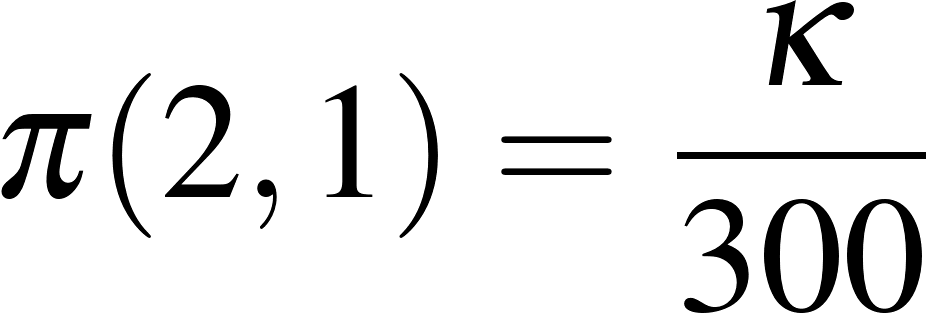 π(2, 1) = κ/300